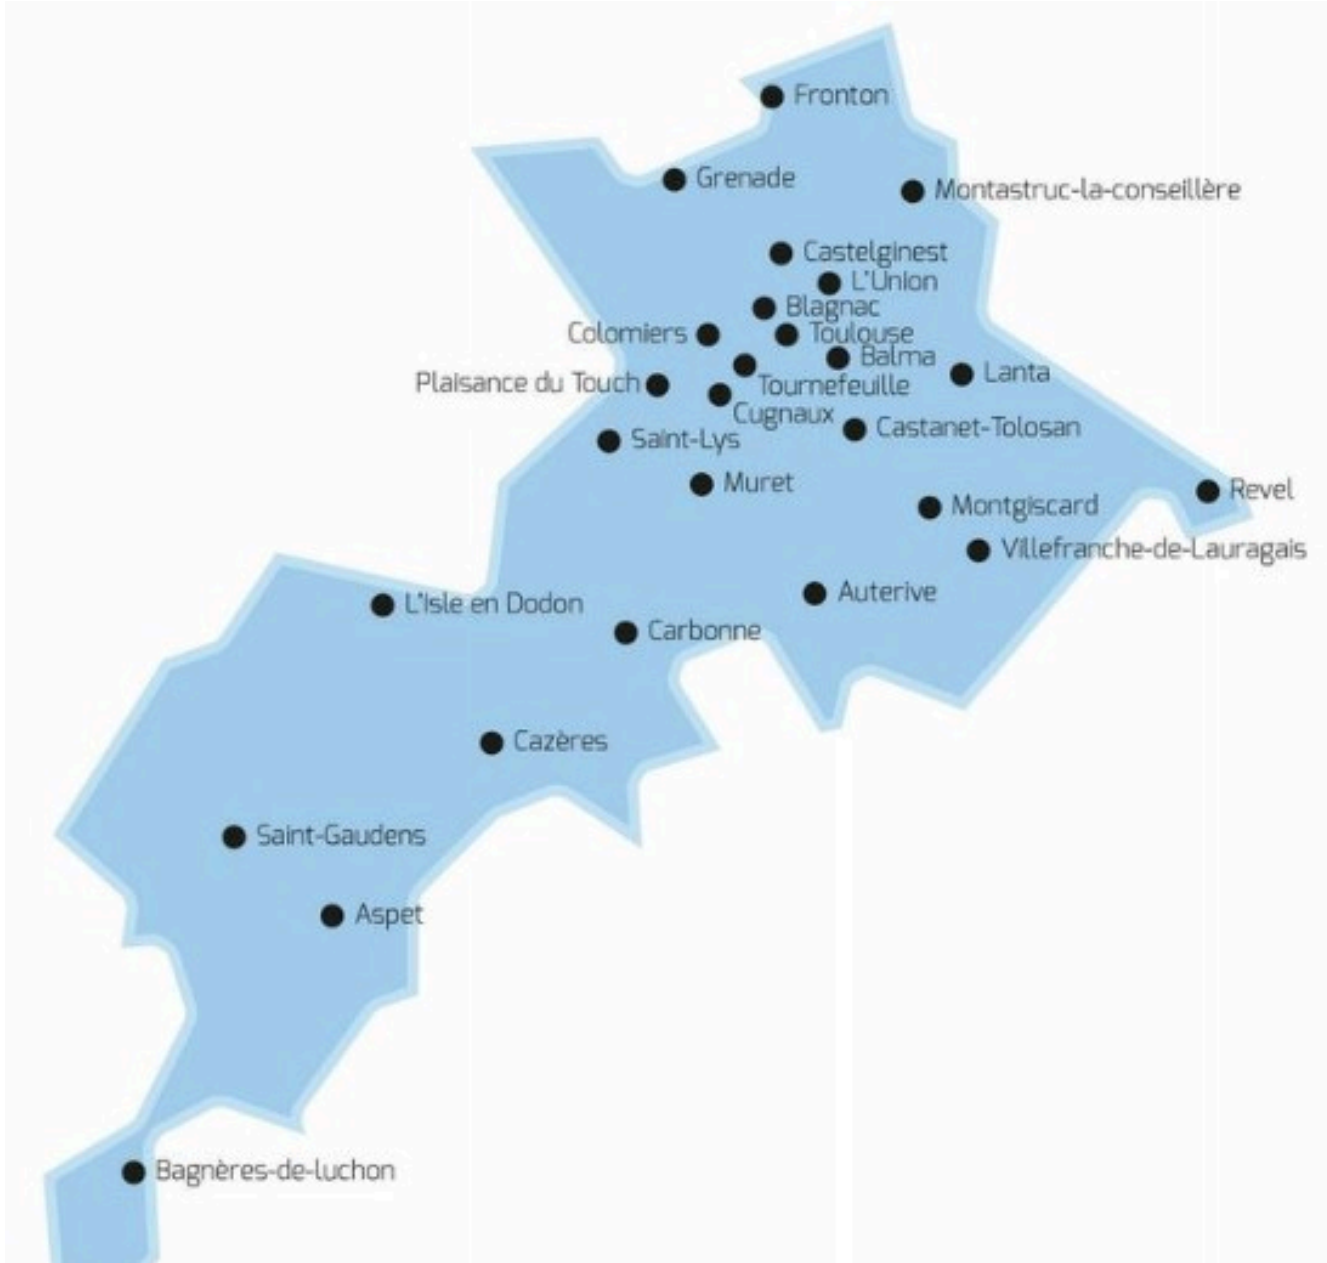 Fronton
Grenade
Montastruc-la-conseillère
Castelginest
L'Union
Blagnac
Colomiers
Toulouse
Balma
Lanta
Plaisance du Touch
Tournefeuille
Cugnaux
Castanet-Tolosan
Saint-Lys
Muret
Revel
Montgiscard
Villefranche-de-Lauragais
Auterive
L'Isle en Dodon
Carbonne
Cazères
Saint-Gaudens
Aspet
Bagnères-de-luchon